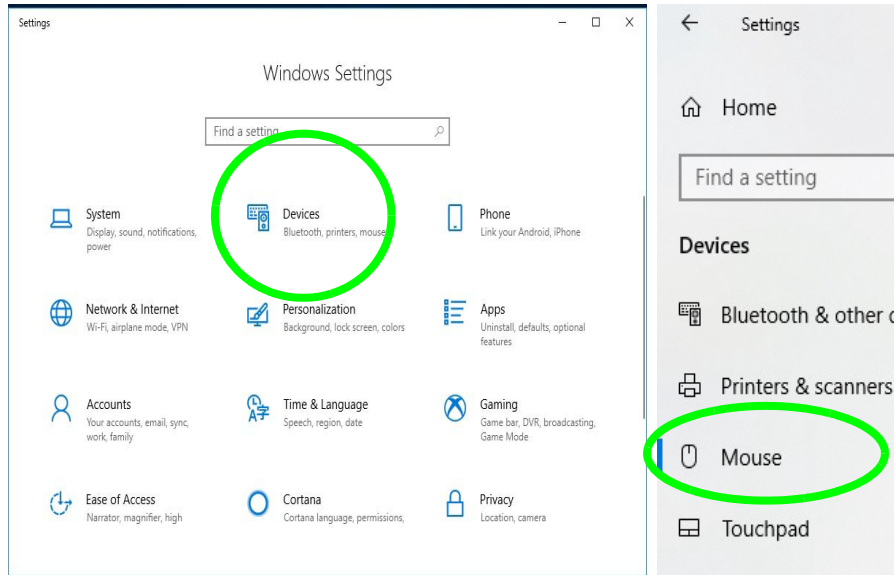 Settings
Windows Settings
Find a setting
System
Display, sound, notifications,
power
Devices
Bluetooth, printers, mouse
Phone
Link your Android, iPhone
Network & Internet
Wi-Fi, airplane mode, VPN
Personalization
Background, lock screen, colors
Apps
Uninstall, defaults, optional
features
Accounts
Your accounts, email, sync,
work, family
Time & Language
Speech, region, date
Gaming
Game bar, DVR, broadcasting,
Game Mode
Ease of Access
Narrator, magnifier, high
Cortana
Cortana language, permissions,
Privacy
Location, camera
Settings
Home
Find a setting
Devices
Bluetooth & other
Printers & scanners
Mouse
Touchpad